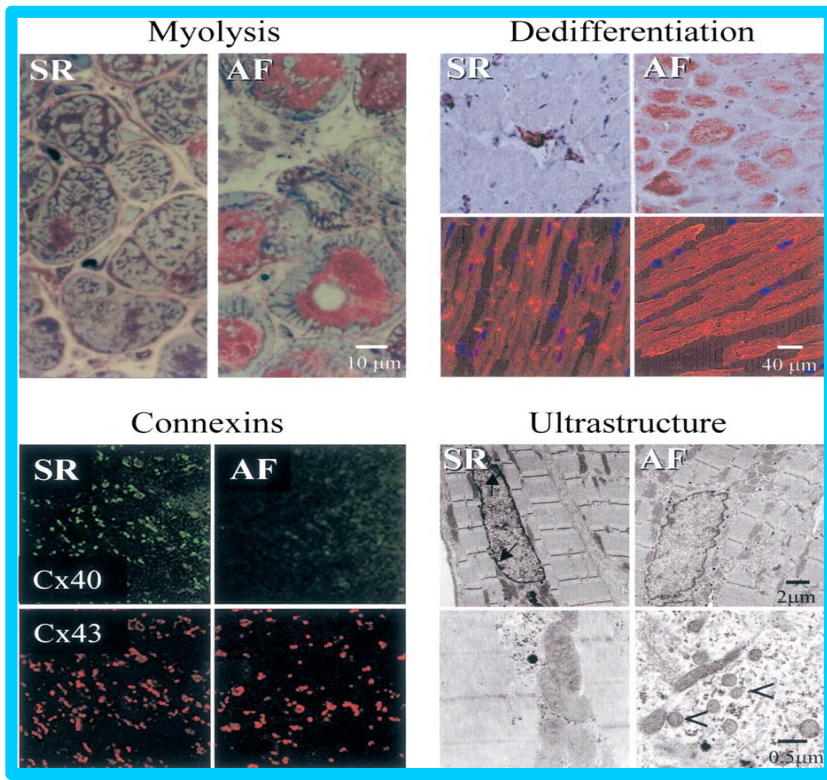 Myolysis
SR
AF
10 μm
Dedifferentiation
SR
AF
40 μm
Connexins
SR
AF
Cx40
Cx43
Ultrastructure
SR
AF
2μm
0.5μm